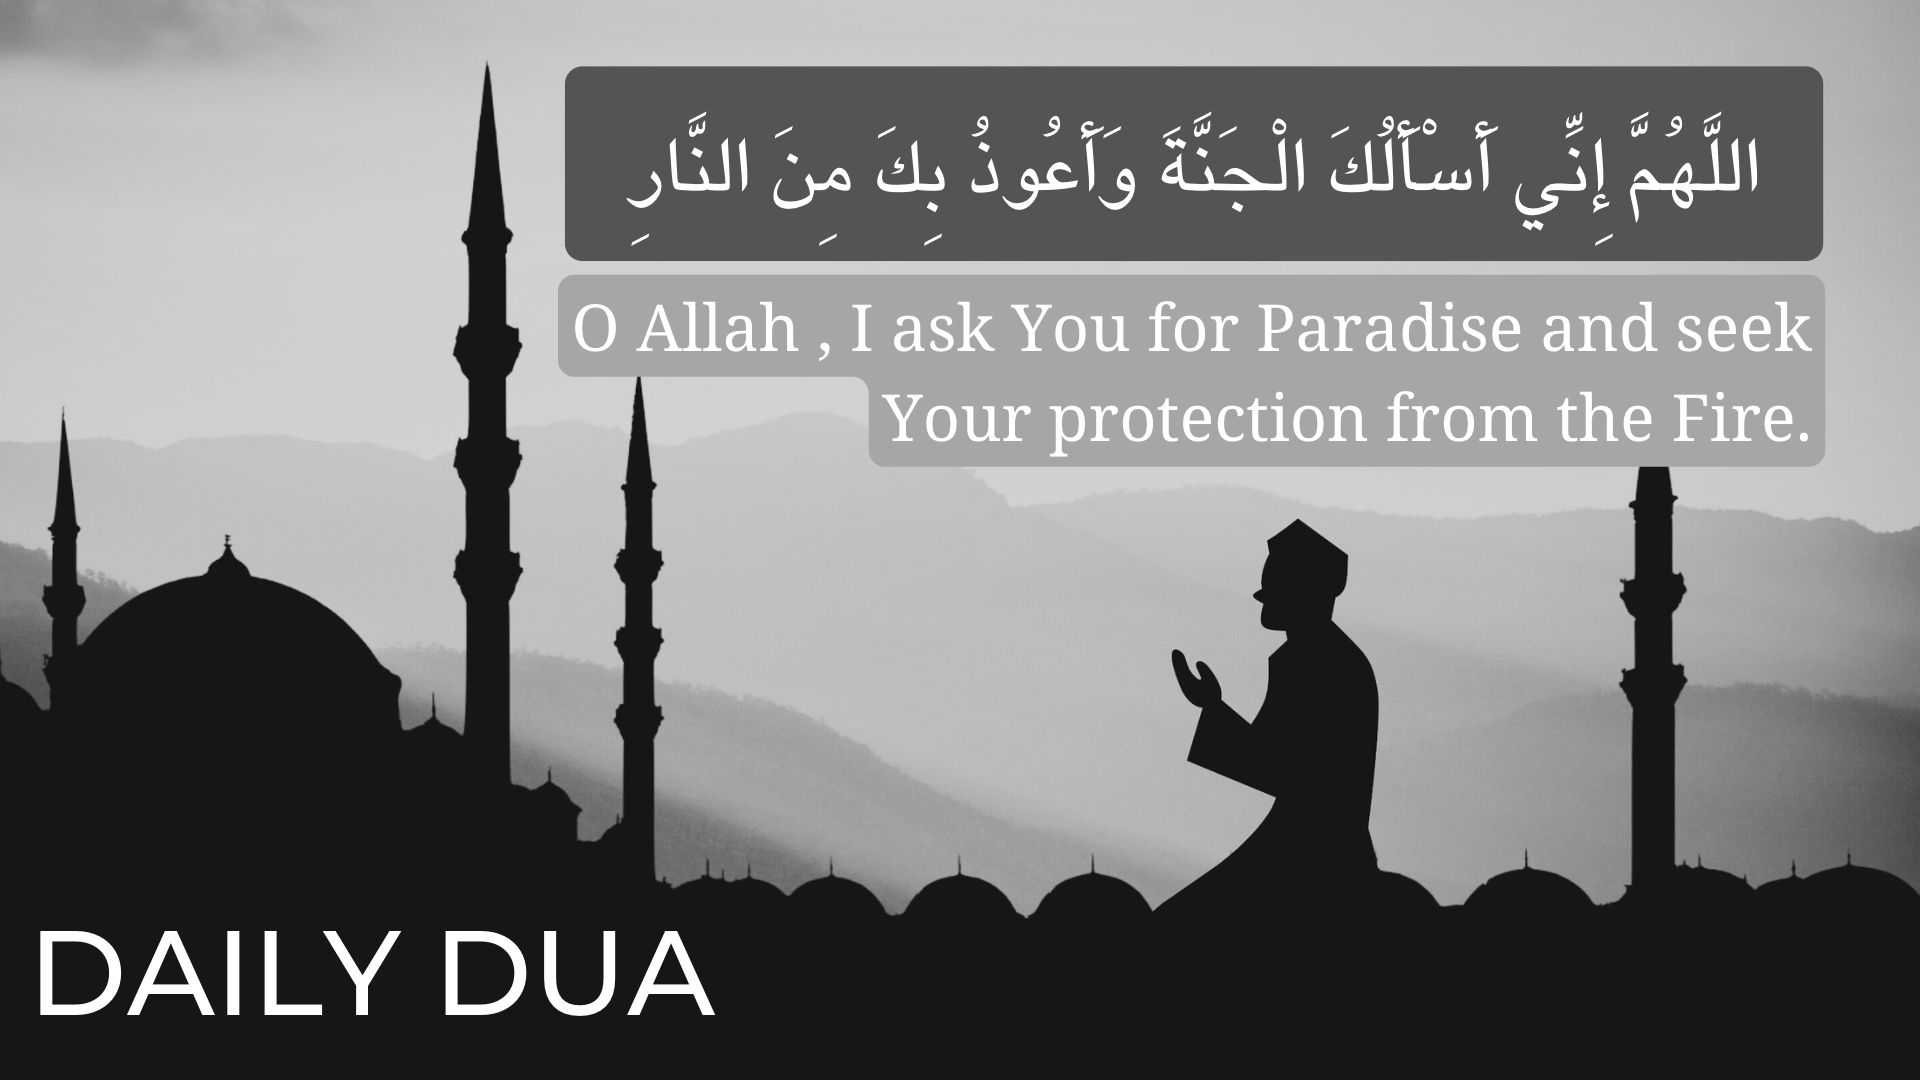 اللَّهُمَّ إِنِّي أَسْأَلُكَ الْجَنَّةَ وَأَعُوذُ بِكَ مِنَ النَّارِ
O Allah , I ask You for Paradise and seek
Your protection from the Fire.
DAILY DUA